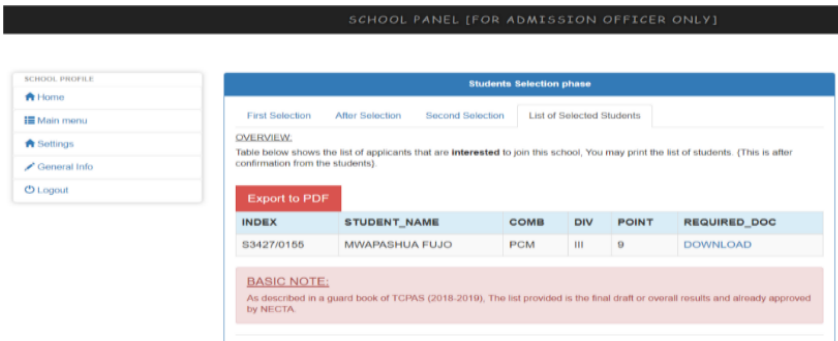 SCHOOL PANEL [FOR ADMISSION OFFICER ONLY]
SCHOOL PROFILE
Home
Main menu
Settings
General Info
Logout
Students Selection phase
First Selection After Selection Second Selection List of Selected Students
OVERVIEW:
Table below shows the list of applicants that are interested to join this school, You may print the list of students. {This is after
confirmation from the students}.
Export to PDF
INDEX STUDENT_NAME COMB DIV POINT REQUIRED_DOC
S3427/0155 MWAPASHUA FUJO PCM III 9 DOWNLOAD
BASIC NOTE:
As described in a guard book of TCPAS (2018-2019), The list provided is the final draft or overall results and already approved
by NECTA.